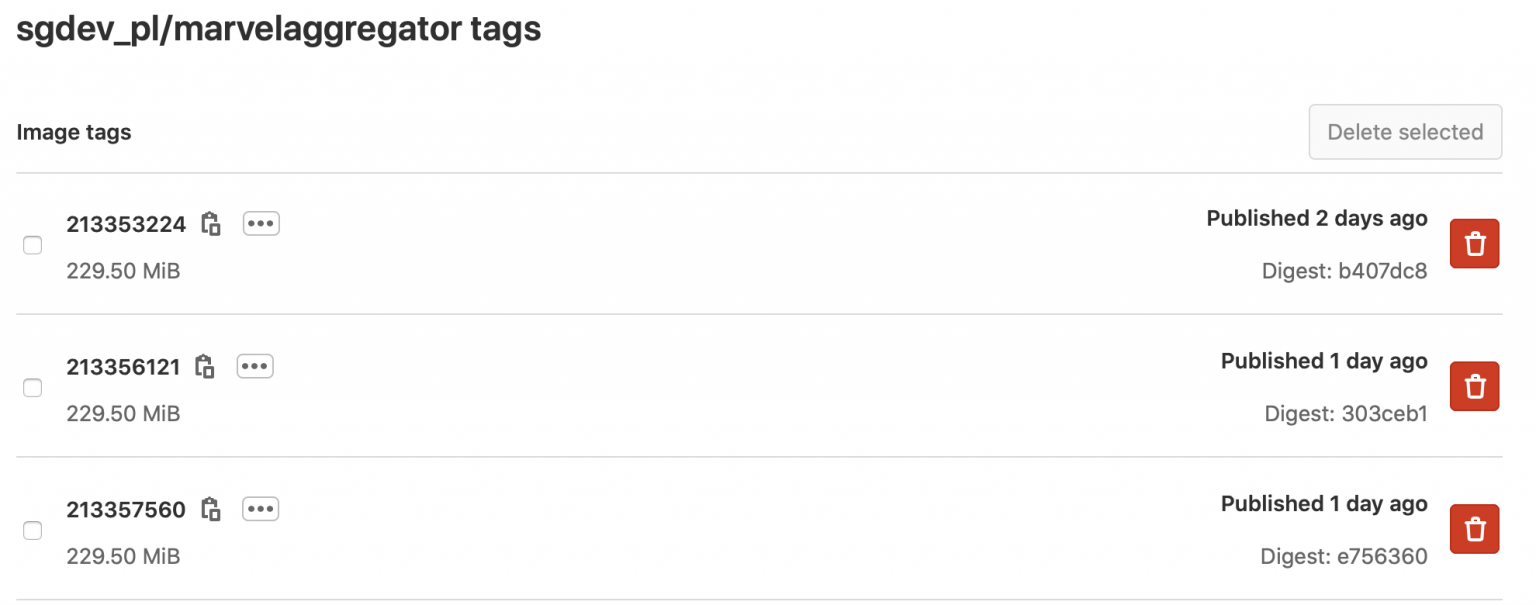 sgdev_pl/marvelaggregator tags
Image tags
Delete selected
213353224
Published 2 days ago
229.50 MiB
Digest: b407dc8
213356121
Published 1 day ago
229.50 MiB
Digest: 303ceb1
213357560
Published 1 day ago
229.50 MiB
Digest: e756360